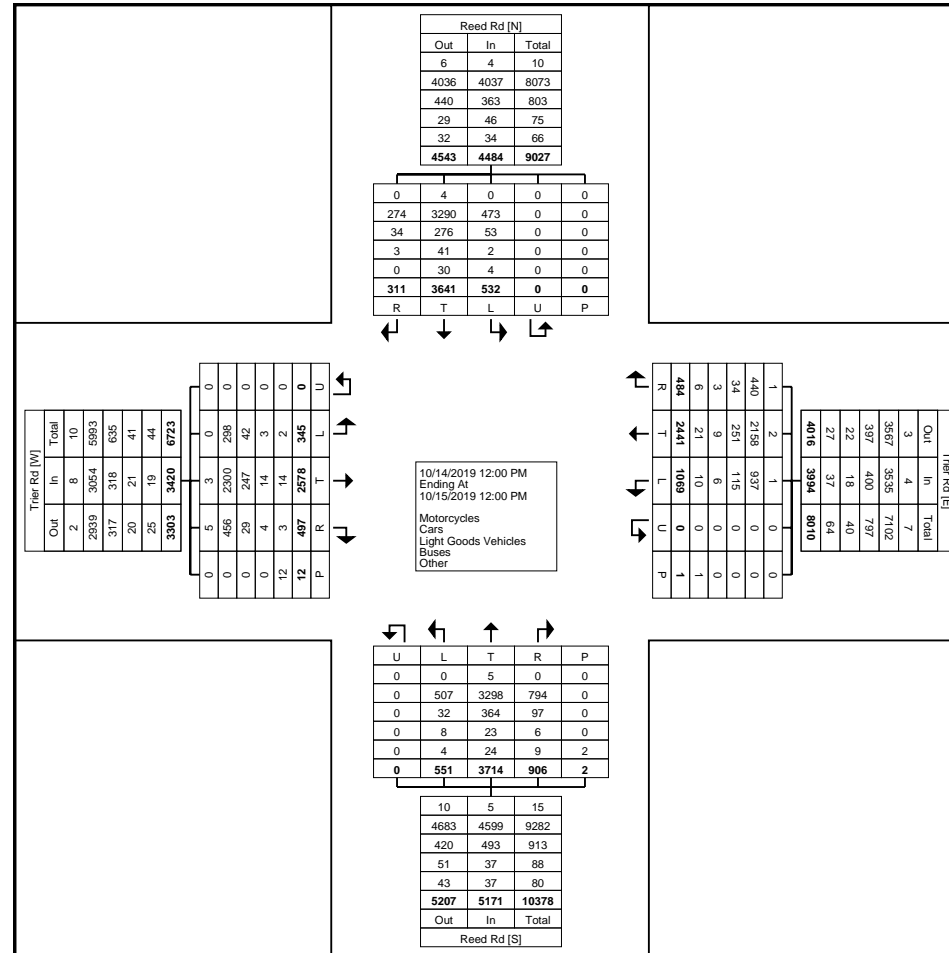 Reed Rd [N]
Out In Total
6 4 10
4036 4037 8073
440 363 803
29 46 75
32 34 66
4543 4484 9027
0 4 0 0 0
274 3290 473 0 0
34 276 53 0 0
3 41 2 0 0
0 30 4 0 0
311 3641 532 0 0
R T L U P
Trier Rd [W]
Total In Out
10 8 2
5993 3054 2939
635 318 317
41 21 20
44 19 25
6723 3420 3303
0 0 3 5 0
0 298 2300 456 0
0 42 247 29 0
0 3 14 4 0
0 2 14 3 12
0 345 2578 497 12
U L T R P
10/14/2019 12:00 PM
Ending At
10/15/2019 12:00 PM
Motorcycles
Cars
Light Goods Vehicles
Buses
Other
R T L U P
484 2441 1069 0 1
6 21 10 0 1
3 9 6 0 0
34 251 115 0 0
440 2158 937 0 0
1 2 1 0 0
4016 3994 8010
27 37 64
22 18 40
397 400 797
3567 3535 7102
3 4 7
Out In Total
Trier Rd [E]
U L T R P
0 0 5 0 0
0 507 3298 794 0
0 32 364 97 0
0 8 23 6 0
0 4 24 9 2
0 551 3714 906 2
10 5 15
4683 4599 9282
420 493 913
51 37 88
43 37 80
5207 5171 10378
Out In Total
Reed Rd [S]